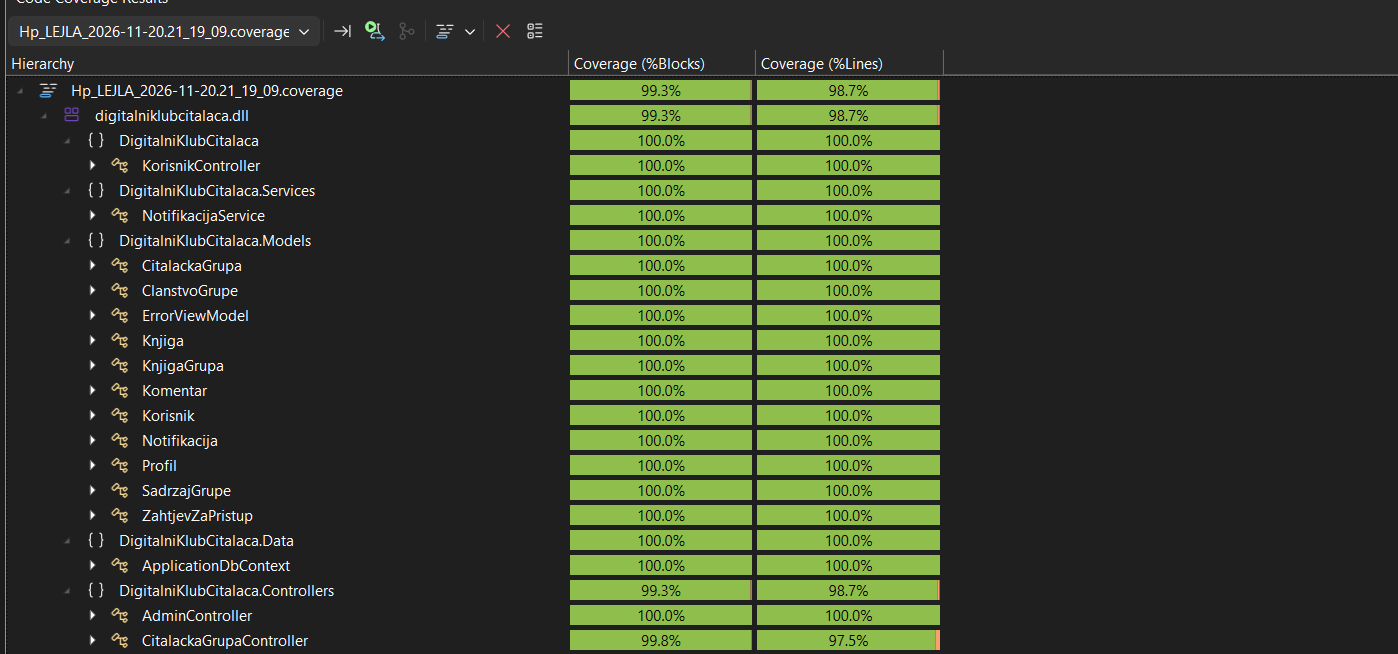 Code Coverage Results
Hp_LEJLA_2026-11-20.21_19_09.coverage
Hierarchy Coverage (%Blocks) Coverage (%Lines)
Hp_LEJLA_2026-11-20.21_19_09.coverage 99.3% 98.7%
digitalniklubcitalaca.dll 99.3% 98.7%
{ } DigitalniKlubCitalaca 100.0% 100.0%
KorisnikController 100.0% 100.0%
{ } DigitalniKlubCitalaca.Services 100.0% 100.0%
NotifikacijaService 100.0% 100.0%
{ } DigitalniKlubCitalaca.Models 100.0% 100.0%
CitalackaGrupa 100.0% 100.0%
ClanstvoGrupe 100.0% 100.0%
ErrorViewModel 100.0% 100.0%
Knjiga 100.0% 100.0%
KnjigaGrupa 100.0% 100.0%
Komentar 100.0% 100.0%
Korisnik 100.0% 100.0%
Notifikacija 100.0% 100.0%
Profil 100.0% 100.0%
SadrzajGrupe 100.0% 100.0%
ZahtjevZaPristup 100.0% 100.0%
{ } DigitalniKlubCitalaca.Data 100.0% 100.0%
ApplicationDbContext 100.0% 100.0%
{ } DigitalniKlubCitalaca.Controllers 99.3% 98.7%
AdminController 100.0% 100.0%
CitalackaGrupaController 99.8% 97.5%